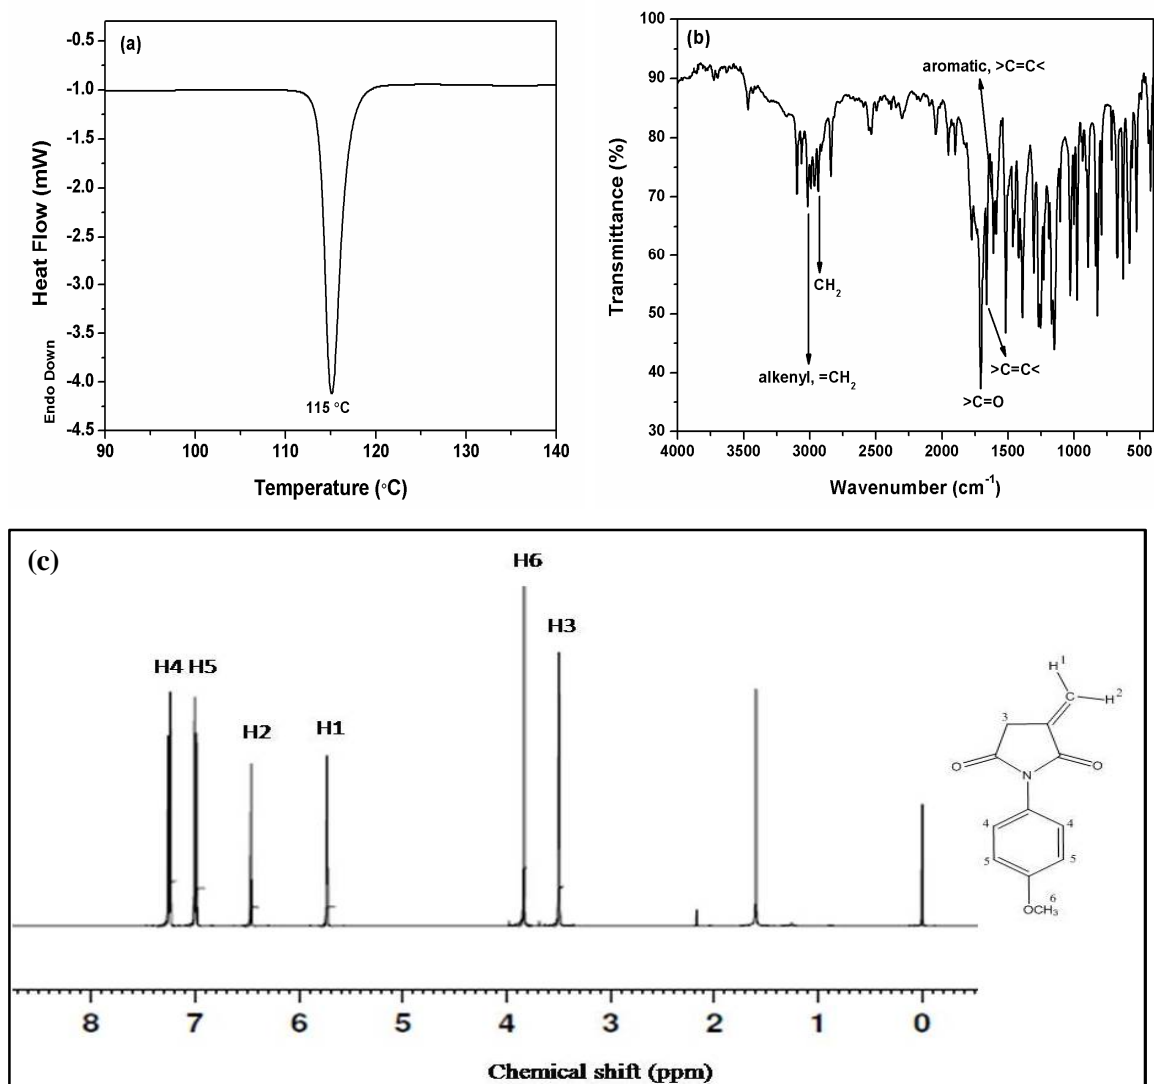 (a)
-0.5
-1.0
-1.5
-2.0
-2.5
-3.0
-3.5
-4.0
-4.5
Heat Flow (mW)
Endo Down
115 °C
90 100 110 120 130 140
Temperature (°C)
(b)
100
90
80
70
60
50
40
30
Transmittance (%)
aromatic, >C=C<
CH2
alkenyl, =CH2
>C=C<
>C=O
4000 3500 3000 2500 2000 1500 1000 500
Wavenumber (cm-1)
(c)
H6
H3
H4 H5
H2
H1
H 1
C
H 2
3
O
O
N
4 4
5 5
6
OCH3
8 7 6 5 4 3 2 1 0
Chemical shift (ppm)